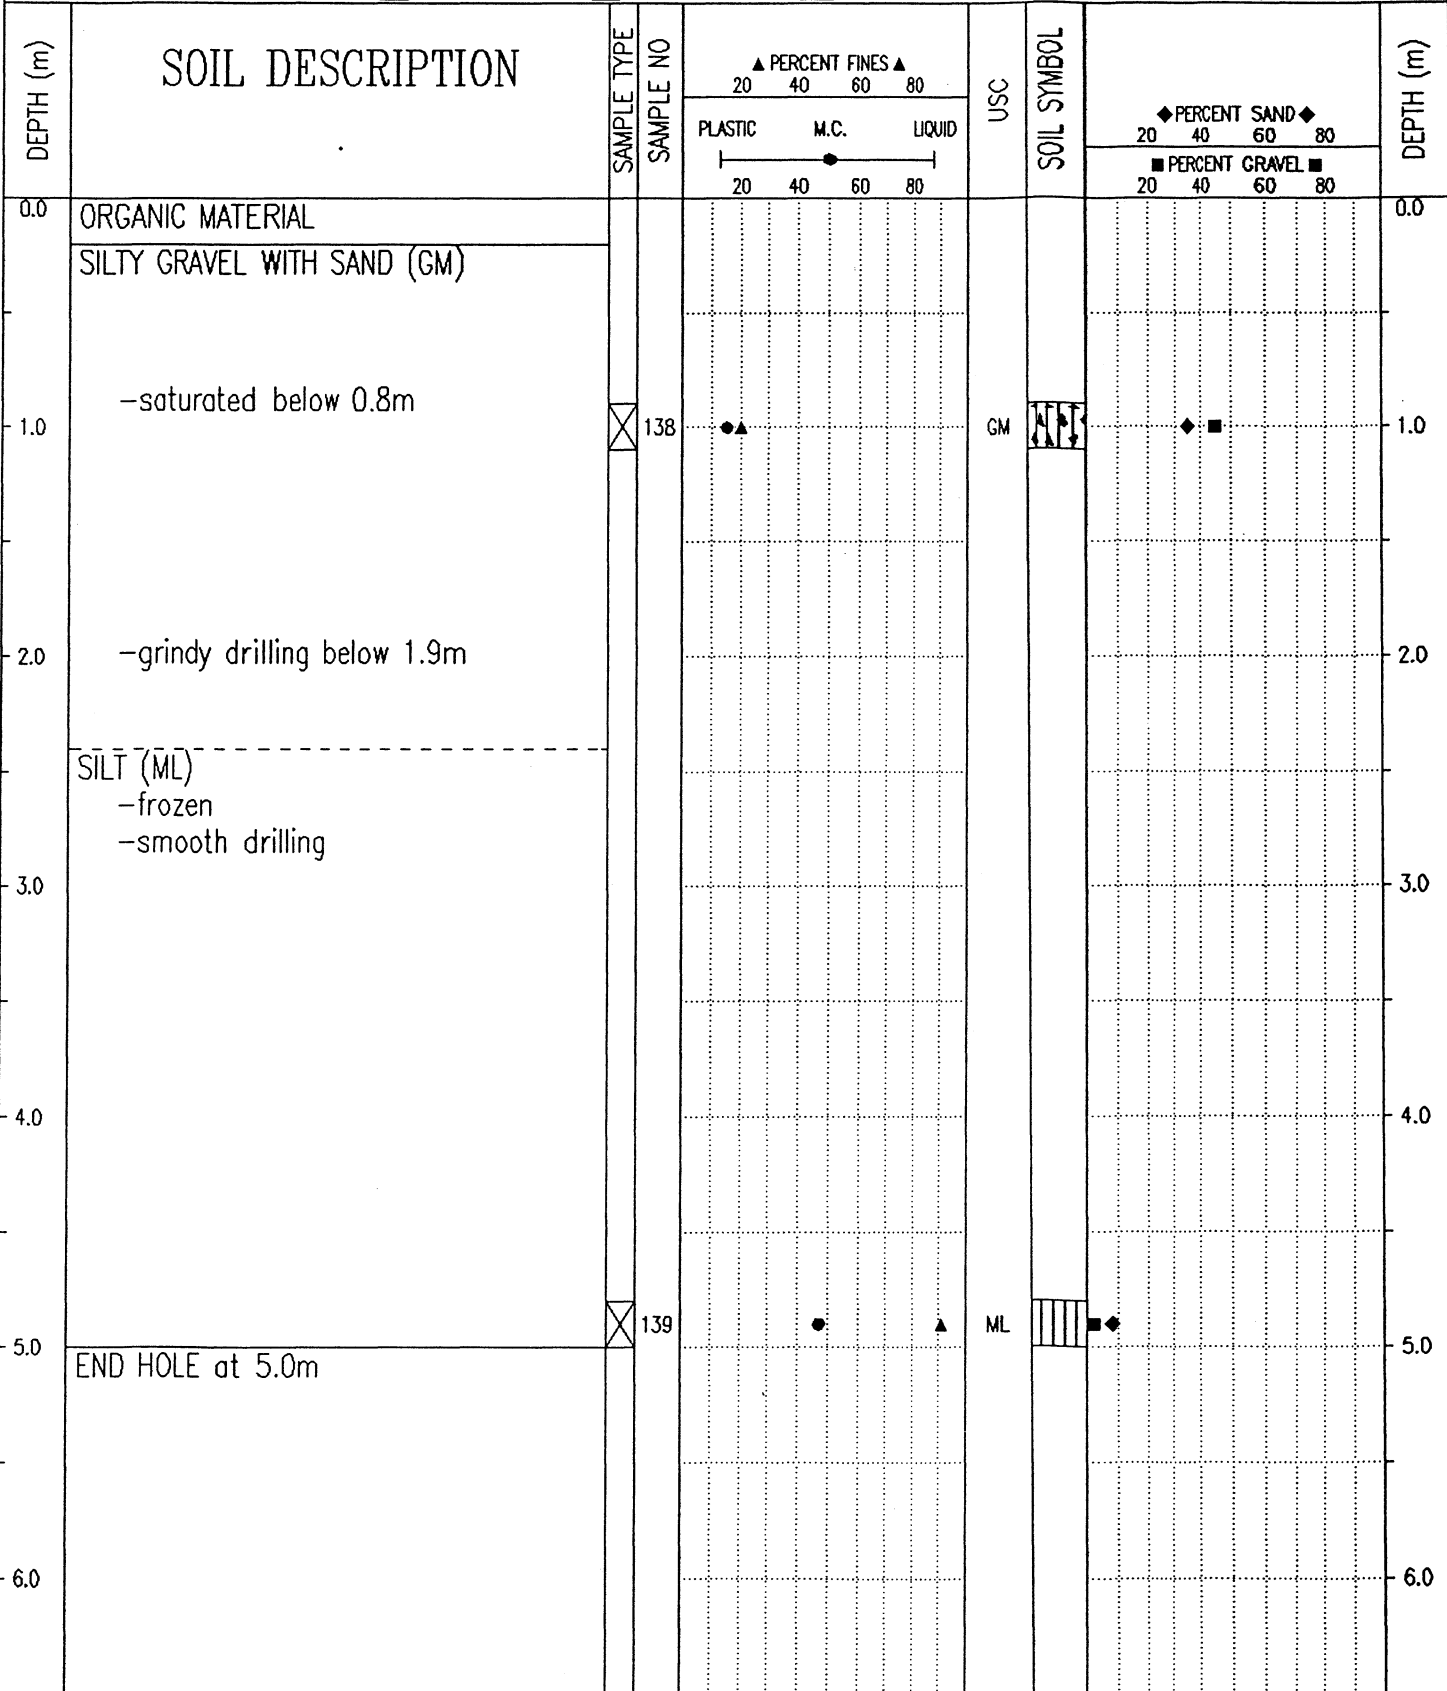 DEPTH (m)
SOIL DESCRIPTION
SAMPLE TYPE
SAMPLE NO
▲ PERCENT FINES ▲
20 40 60 80
PLASTIC M.C. LIQUID
20 40 60 80
USC
SOIL SYMBOL
◆ PERCENT SAND ◆
20 40 60 80
■ PERCENT GRAVEL ■
20 40 60 80
DEPTH (m)
0.0 ORGANIC MATERIAL 0.0
SILTY GRAVEL WITH SAND (GM)
-saturated below 0.8m
1.0 138 GM 1.0
2.0 -grindy drilling below 1.9m 2.0
SILT (ML)
-frozen
-smooth drilling
3.0 3.0
4.0 4.0
139 ML
5.0 5.0
END HOLE at 5.0m
6.0 6.0